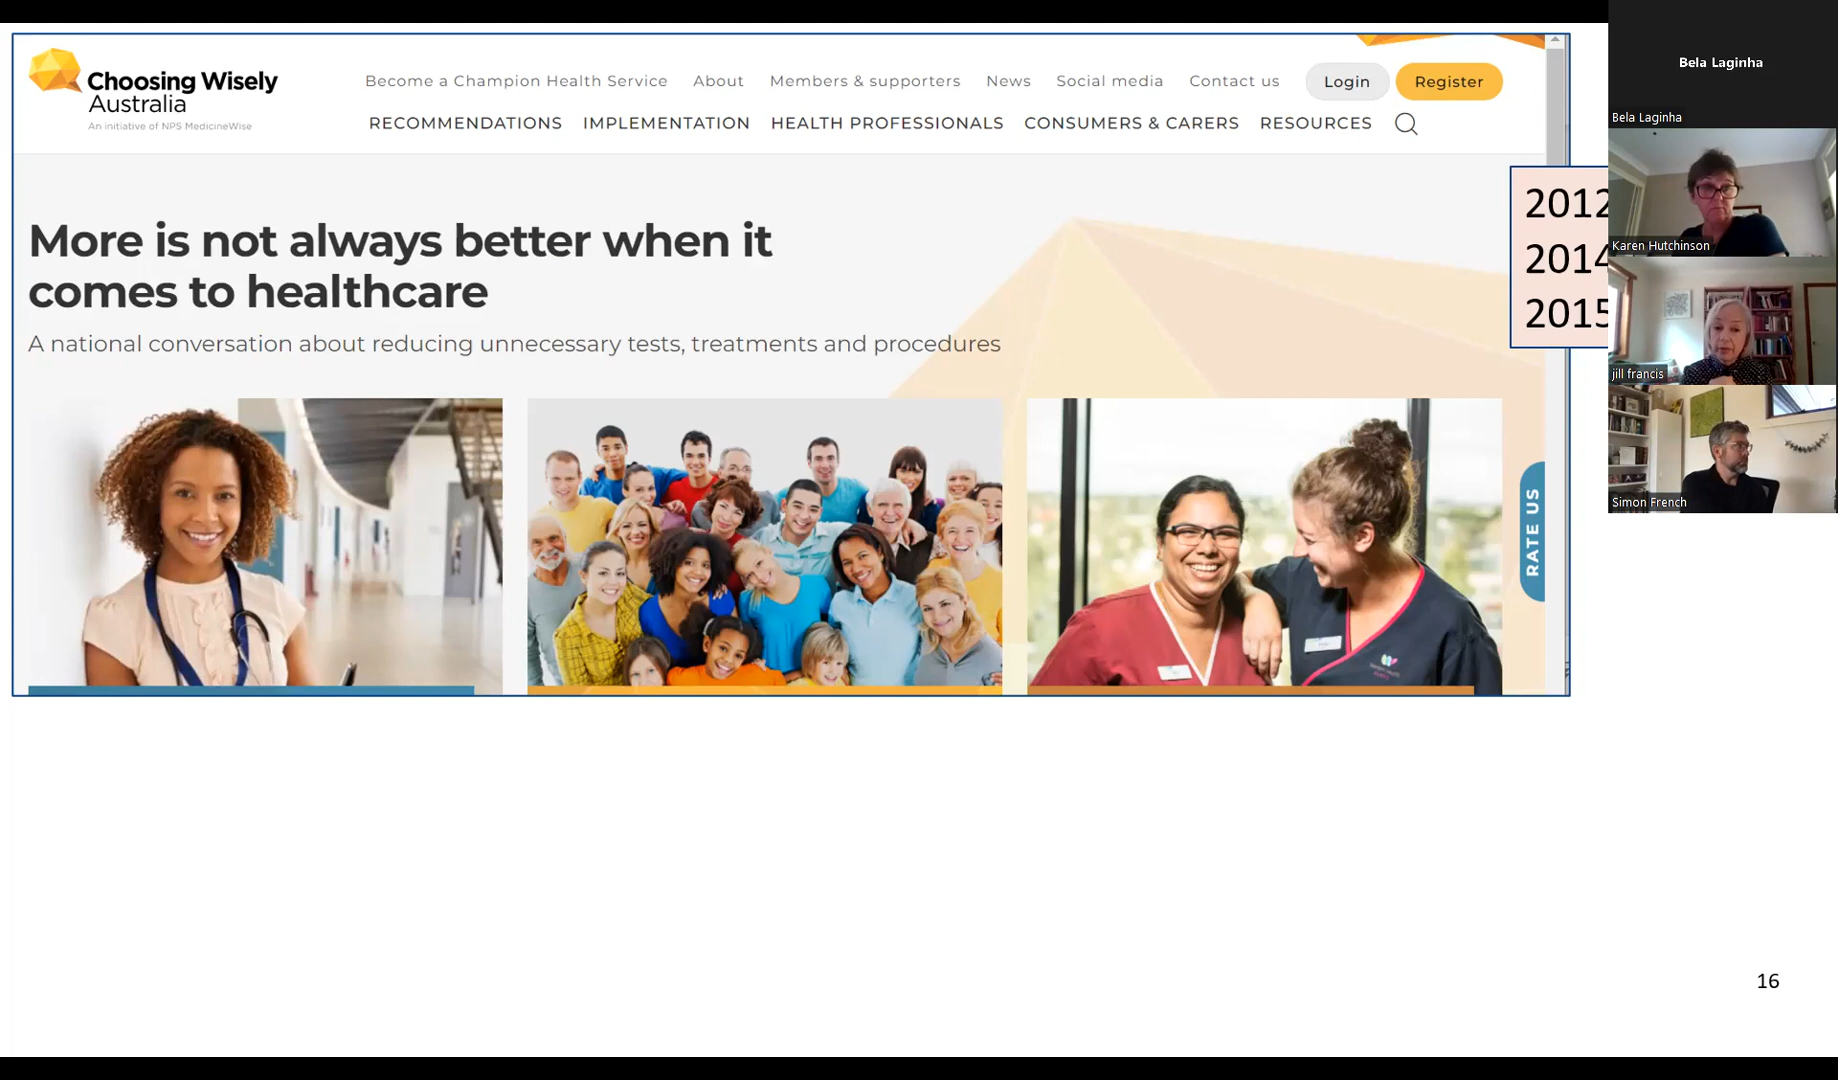 Choosing Wisely
Australia
An initiative of NPS MedicineWise
Become a Champion Health Service About Members & supporters News Social media Contact us Login Register
RECOMMENDATIONS IMPLEMENTATION HEALTH PROFESSIONALS CONSUMERS & CARERS RESOURCES
More is not always better when it
comes to healthcare
A national conversation about reducing unnecessary tests, treatments and procedures
RATE US
2012
2014
2015
Bela Laginha
Bela Laginha
Karen Hutchinson
jill francis
Simon French
16